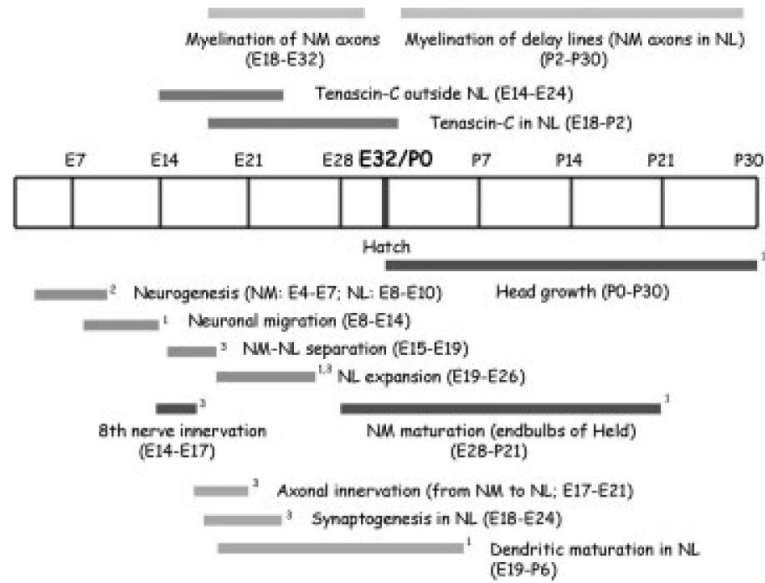 Myelination of NM axons
(E18-E32)
Myelination of delay lines (NM axons in NL)
(P2-P30)
Tenascin-C outside NL (E14-E24)
Tenascin-C in NL (E18-P2)
E7 E14 E21 E28 E32/P0 P7 P14 P21 P30
Hatch
1
Head growth (P0-P30)
2 Neurogenesis (NM: E4-E7; NL: E8-E10)
1 Neuronal migration (E8-E14)
3 NM-NL separation (E15-E19)
1,3 NL expansion (E19-E26)
3
8th nerve innervation
(E14-E17)
1
NM maturation (endbulbs of Held)
(E28-P21)
3 Axonal innervation (from NM to NL; E17-E21)
3 Synaptogenesis in NL (E18-E24)
1 Dendritic maturation in NL
(E19-P6)